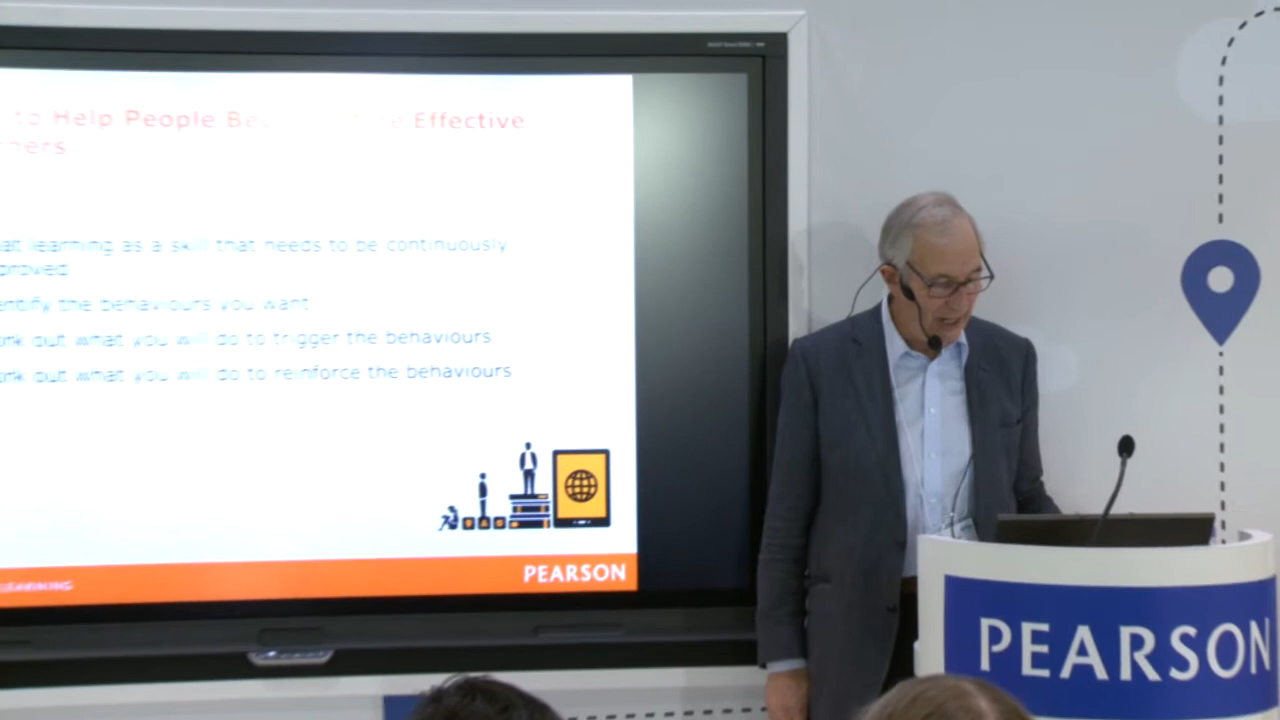 to Help People Bec e Effective
ners
at learning as a skill that needs to be continuously
proved
entify the behaviours you want
ork out what you will do to trigger the behaviours
ork out what you will do to reinforce the behaviours
LEARNING
PEARSON
PEARSON